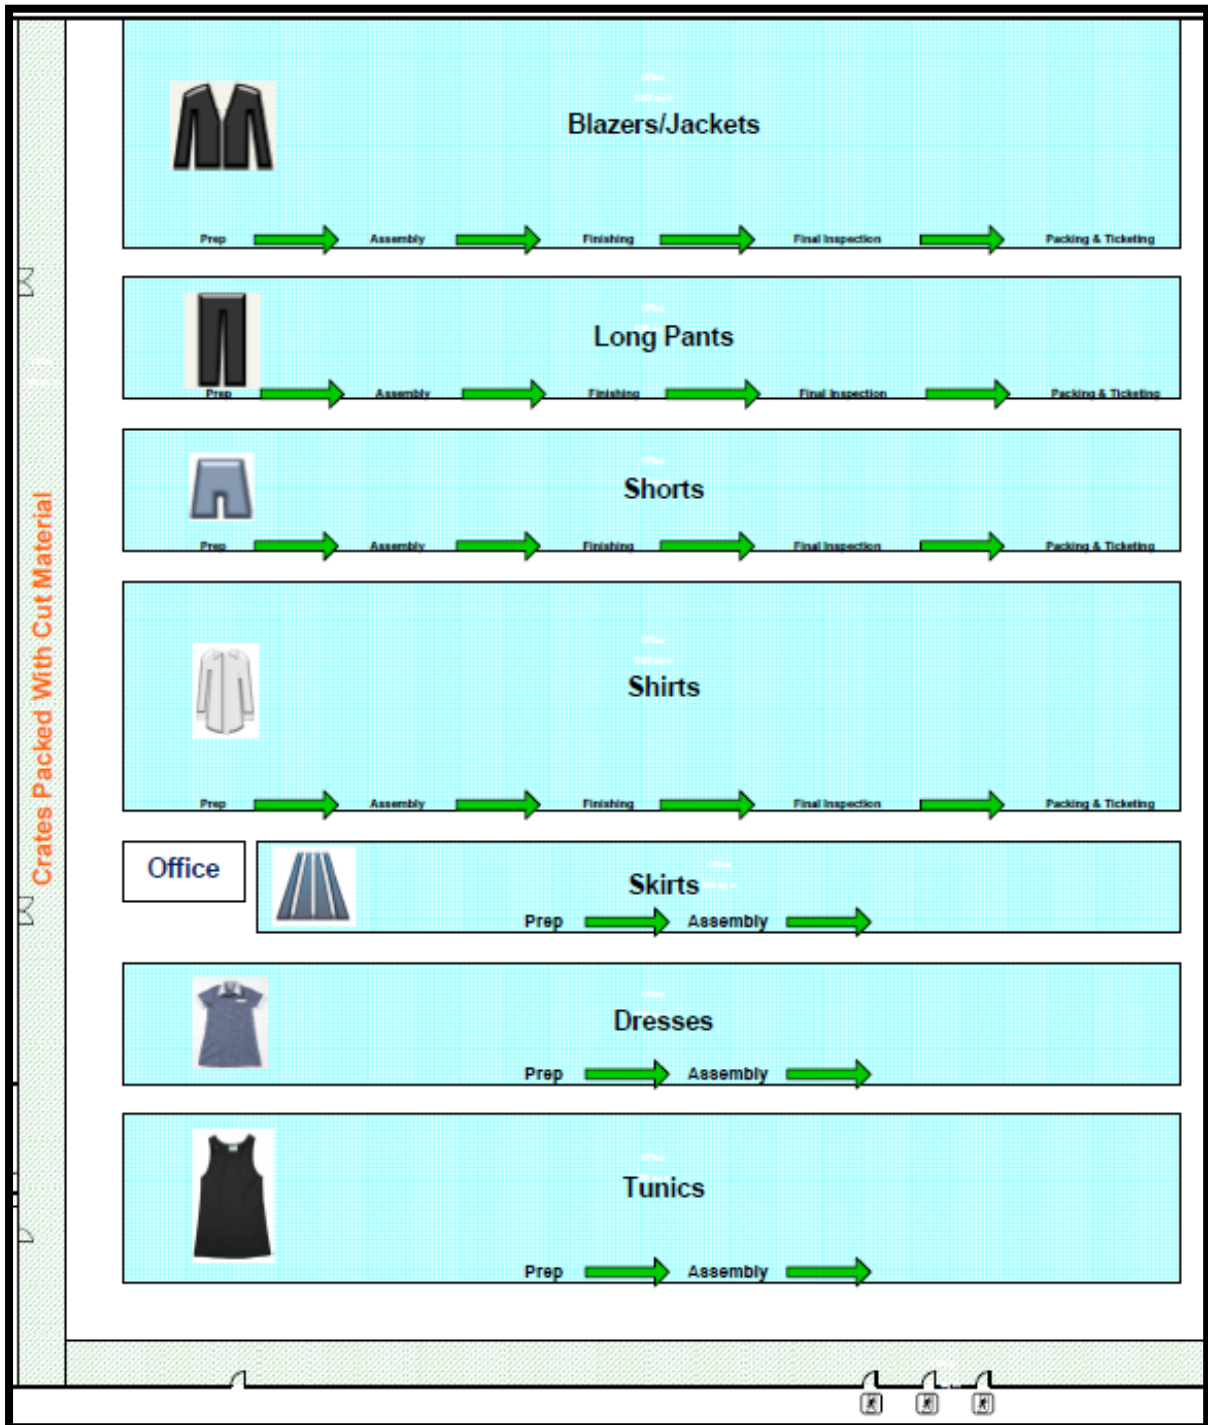 Blazers/Jackets
Prep Assembly Finishing Final Inspection Packing & Ticketing
Long Pants
Prep Assembly Finishing Final Inspection Packing & Ticketing
Shorts
Prep Assembly Finishing Final Inspection Packing & Ticketing
Crates Packed With Cut Material
Shirts
Prep Assembly Finishing Final Inspection Packing & Ticketing
Office
Skirts
Prep Assembly
Dresses
Prep Assembly
Tunics
Prep Assembly